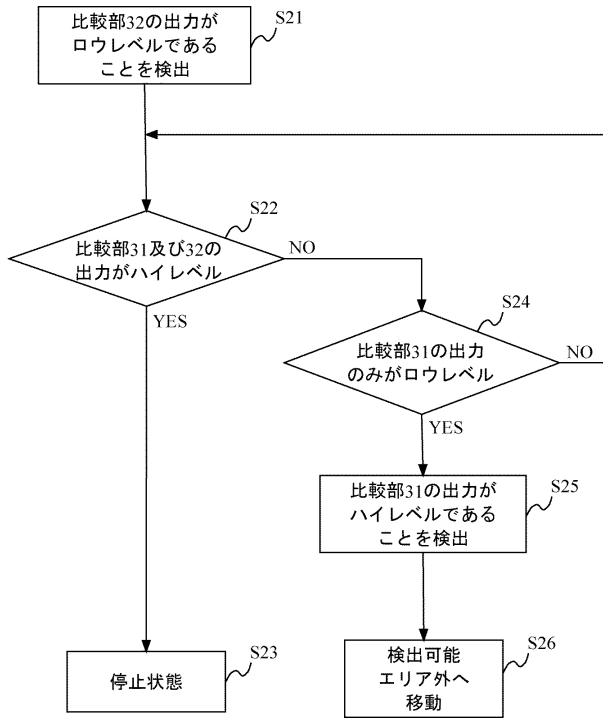 比較部32の出力が
ロウレベルである
ことを検出
S21
比較部31及び32の
出力がハイレベル
S22
NO
YES
比較部31の出力
のみがロウレベル
S24
NO
YES
比較部31の出力が
ハイレベルである
ことを検出
S25
停止状態
S23
検出可能
エリア外へ
移動
S26